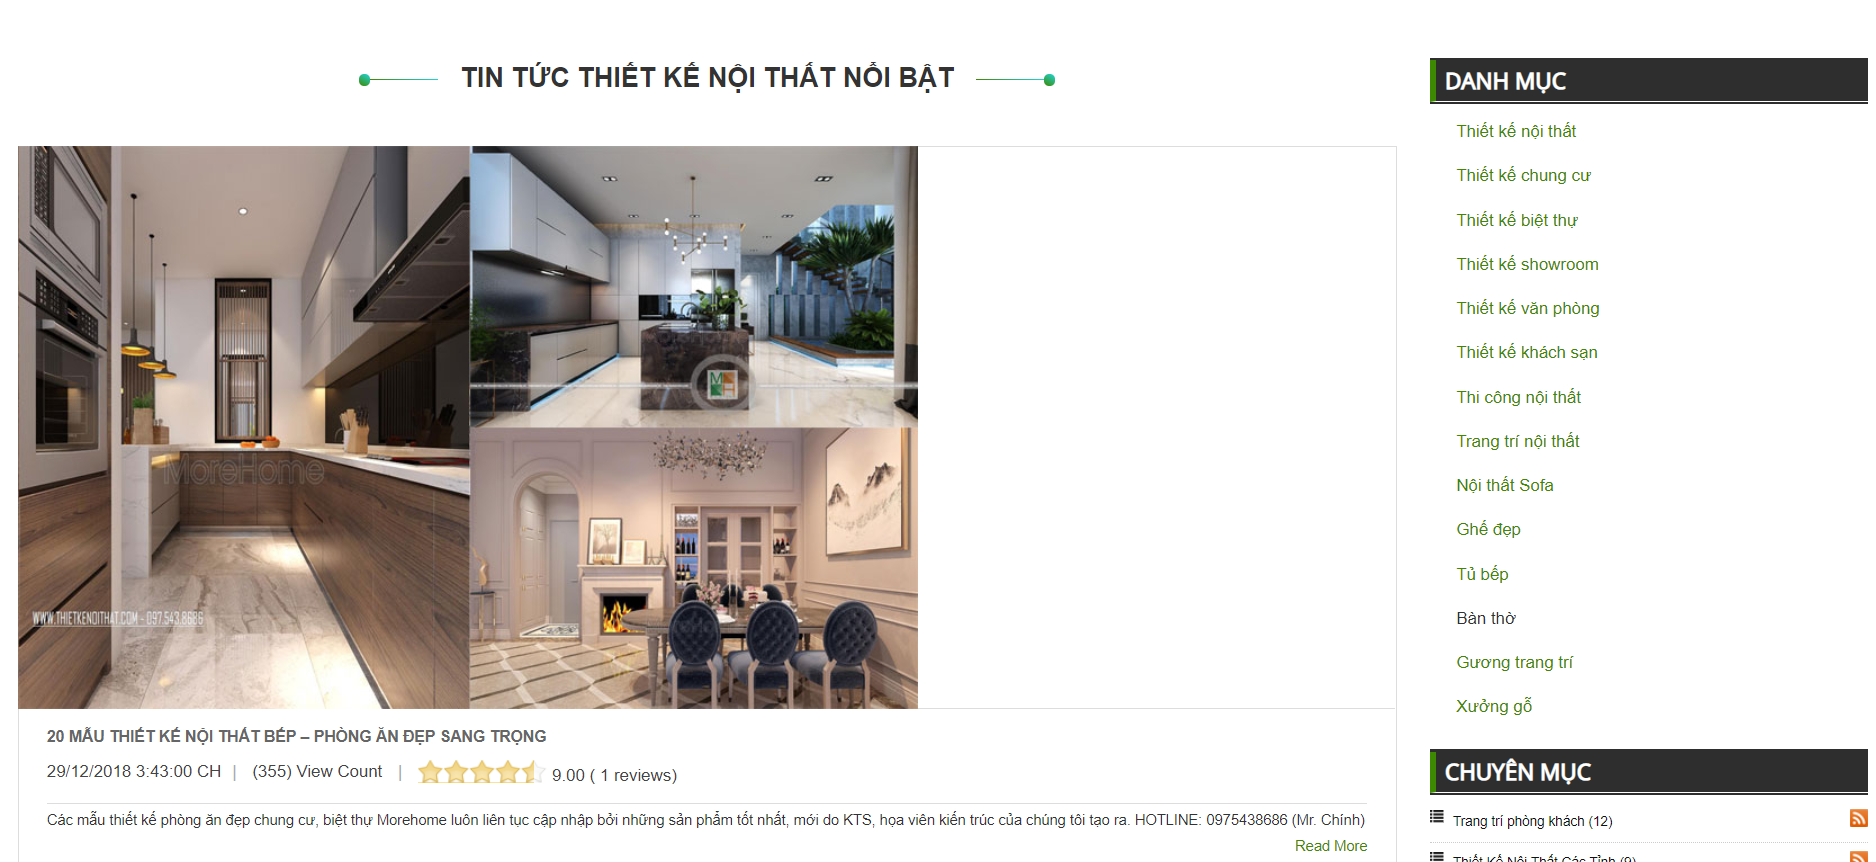 TIN TỨC THIẾT KẾ NỘI THẤT NỔI BẬT
MoreHome
WWW.THIETKENOITHAT.COM - 097.543.8686
20 MẪU THIẾT KẾ NỘI THẤT BẾP – PHÒNG ĂN ĐẸP SANG TRỌNG
29/12/2018 3:43:00 CH | (355) View Count | 9.00 ( 1 reviews)
Các mẫu thiết kế phòng ăn đẹp chung cư, biệt thự Morehome luôn liên tục cập nhập bởi những sản phẩm tốt nhất, mới do KTS, họa viên kiến trúc của chúng tôi tạo ra. HOTLINE: 0975438686 (Mr. Chính)
Read More
DANH MỤC
Thiết kế nội thất
Thiết kế chung cư
Thiết kế biệt thự
Thiết kế showroom
Thiết kế văn phòng
Thiết kế khách sạn
Thi công nội thất
Trang trí nội thất
Nội thất Sofa
Ghế đẹp
Tủ bếp
Bàn thờ
Gương trang trí
Xưởng gỗ
CHUYÊN MỤC
Trang trí phòng khách (12)
Thiết Kế Nội Thất Các Tỉnh (9)